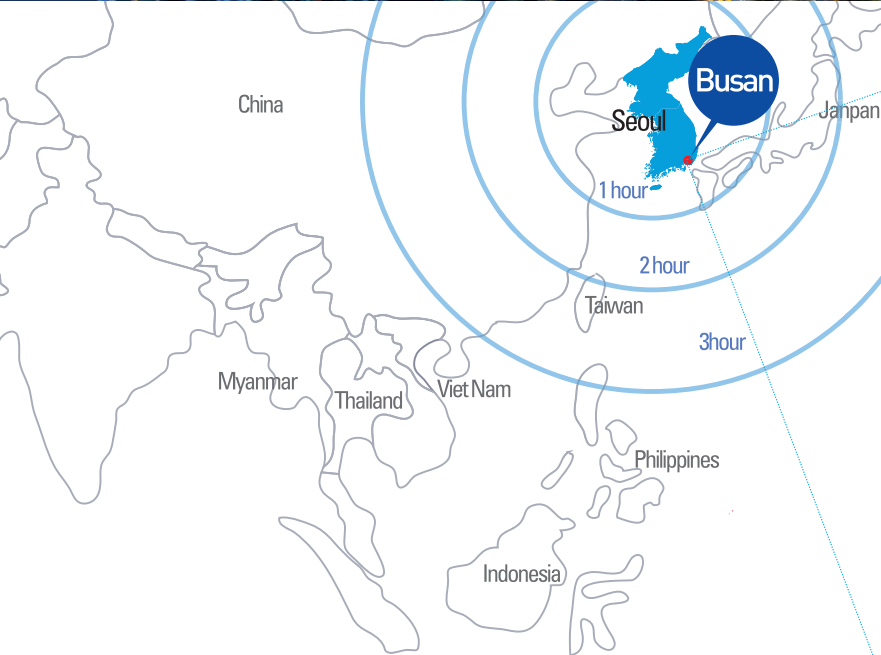 Busan
China
Janpan
Seoul
1 hour
2 hour
Taiwan
3hour
Myanmar
Viet Nam
Thailand
Philippines
Indonesia